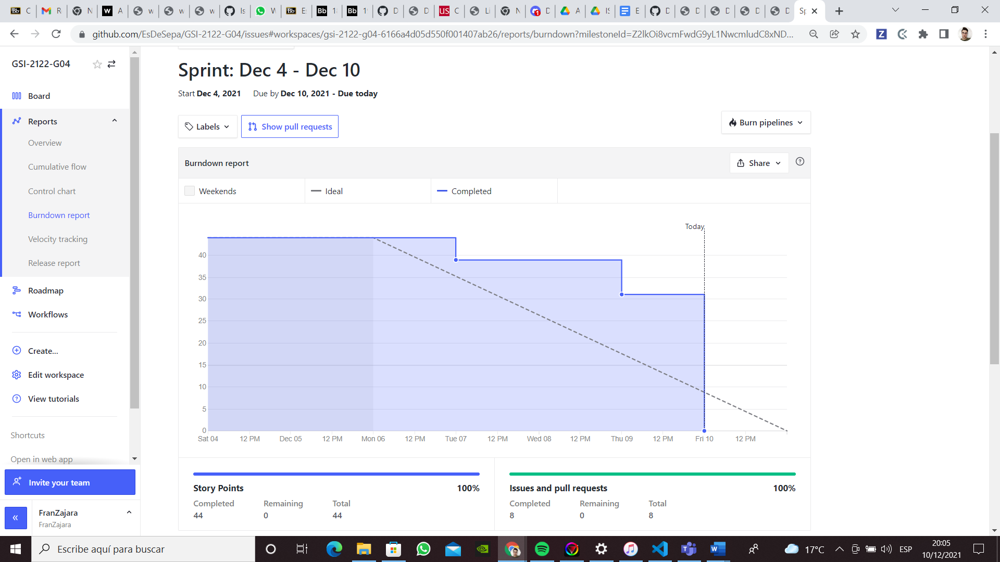 C
R
N
A
w
w
w
Is
W
Es
18
19
D
D
C
Li
N
D
A
IS
E
D
D
D
D
D
Sp
github.com/EsDeSepa/GSI-2122-G04/issues#workspaces/gsi-2122-g04-6166a4d05d550f001407ab26/reports/burndown?milestoneId=Z2lkOi8vcmFwdG9yL1NwcmludC8xND...
GSI-2122-G04
Board
Reports
Overview
Cumulative flow
Control chart
Burndown report
Velocity tracking
Release report
Roadmap
Workflows
Create...
Edit workspace
View tutorials
Shortcuts
Open in web app
Invite your team
FranZajara
FranZajara
Sprint: Dec 4 - Dec 10
Start Dec 4, 2021 Due by Dec 10, 2021 - Due today
Labels Show pull requests Burn pipelines
Burndown report Share
Weekends Ideal Completed
Today
40
35
30
25
20
15
10
5
0
Sat 04 12 PM Dec 05 12 PM Mon 06 12 PM Tue 07 12 PM Wed 08 12 PM Thu 09 12 PM Fri 10 12 PM
Story Points 100%
Completed Remaining Total
44 0 44
Issues and pull requests 100%
Completed Remaining Total
8 0 8
Escribe aquí para buscar
17°C
ESP
20:05
10/12/2021